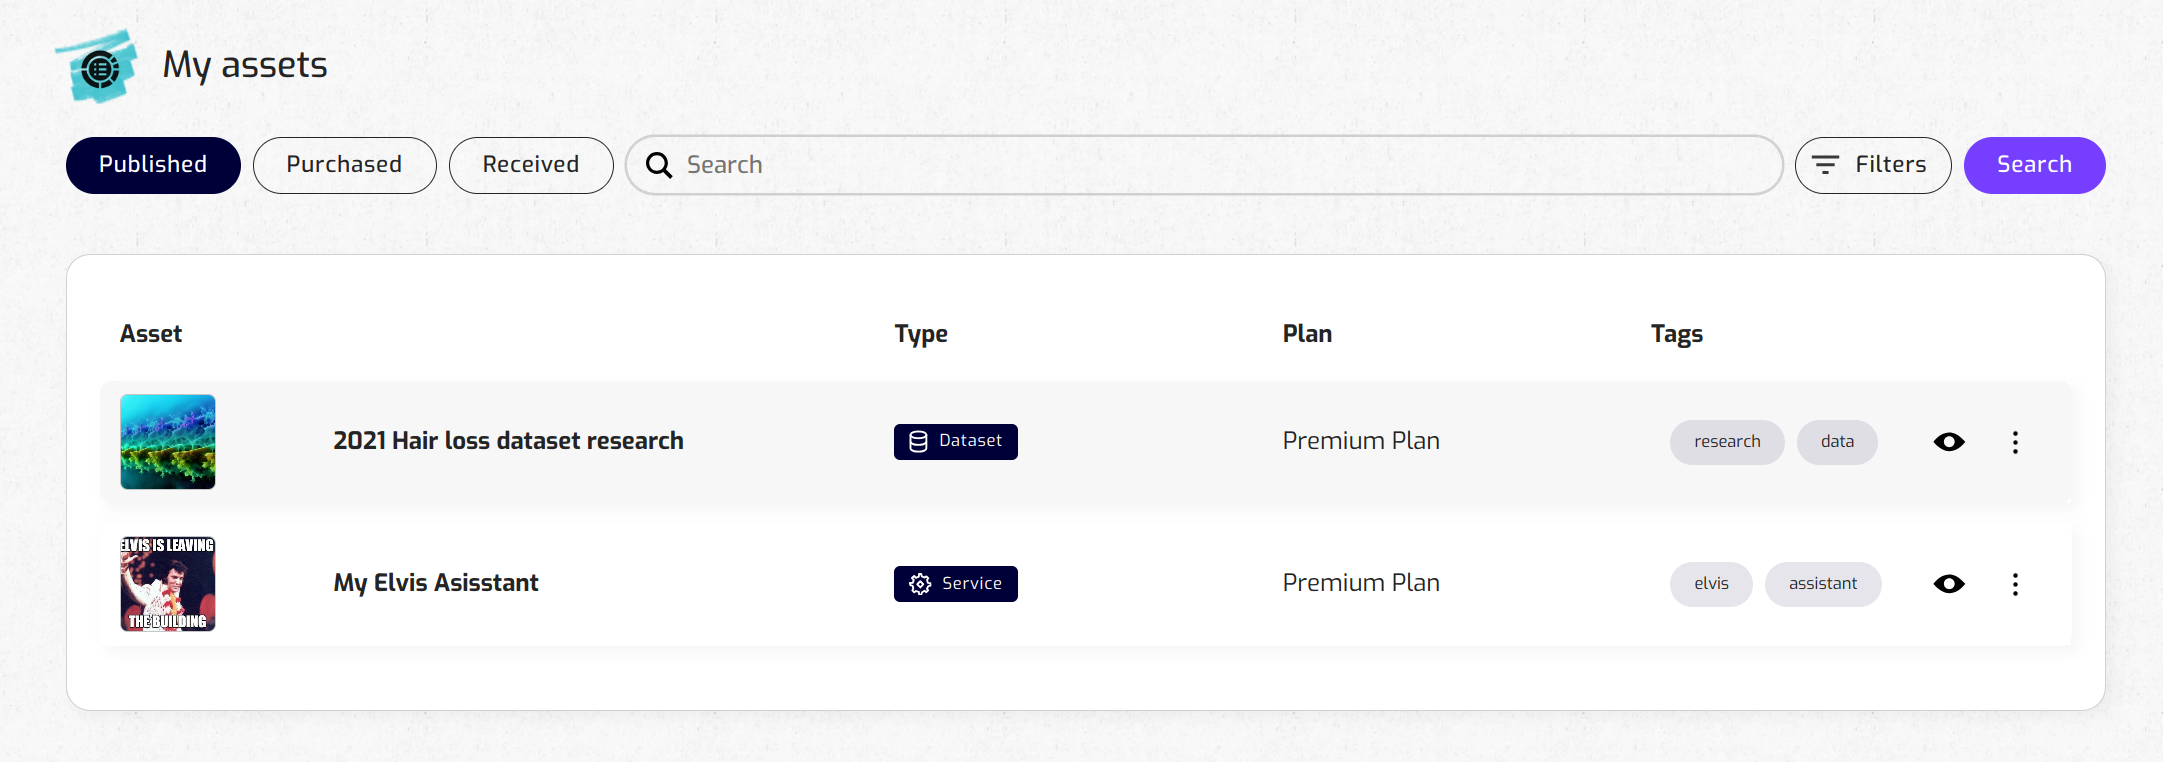 My assets
Published Purchased Received Search Filters Search
Asset Type Plan Tags
2021 Hair loss dataset research Dataset Premium Plan research data
ELVIS IS LEAVING
My Elvis Asisstant Service Premium Plan elvis assistant
THE BUILDING